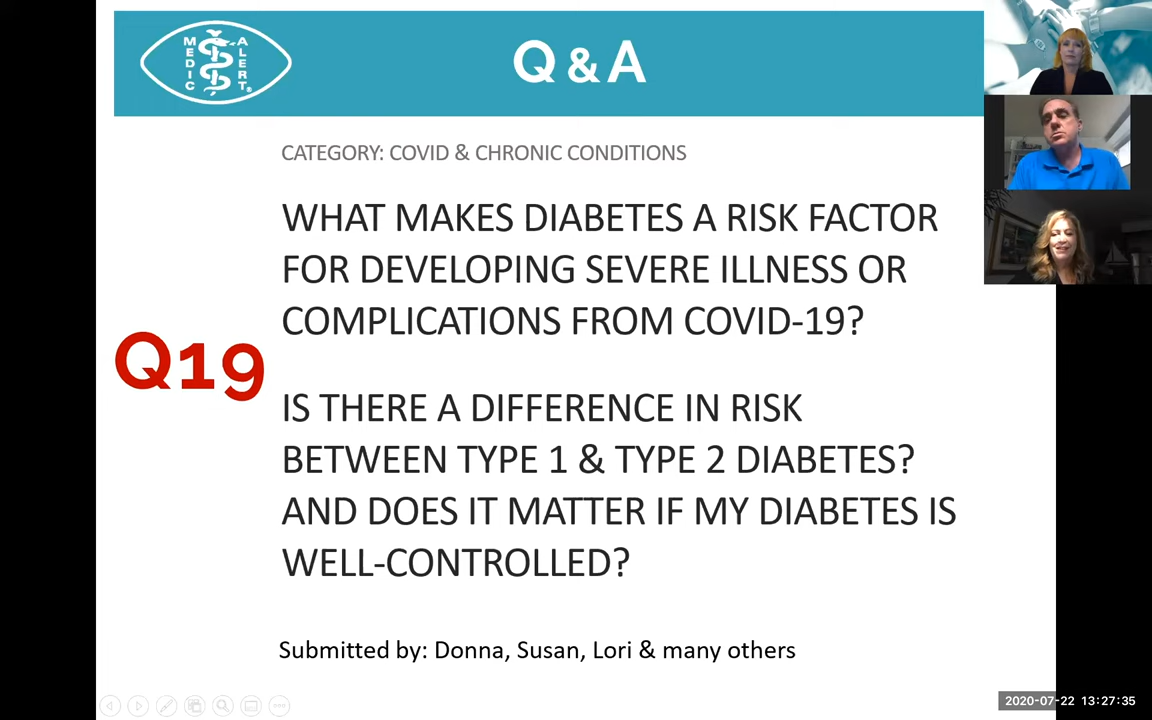 MEDIC ALERT®
Q & A
CATEGORY: COVID & CHRONIC CONDITIONS
WHAT MAKES DIABETES A RISK FACTOR
FOR DEVELOPING SEVERE ILLNESS OR
COMPLICATIONS FROM COVID-19?
Q19
IS THERE A DIFFERENCE IN RISK
BETWEEN TYPE 1 & TYPE 2 DIABETES?
AND DOES IT MATTER IF MY DIABETES IS
WELL-CONTROLLED?
Submitted by: Donna, Susan, Lori & many others
2020-07-22 13:27:35